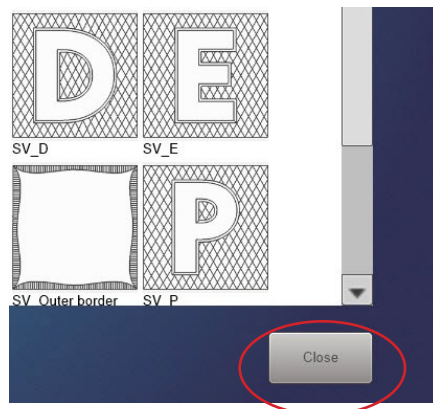 D E
SV_D SV_E
P
SV_Outer border SV_P
Close